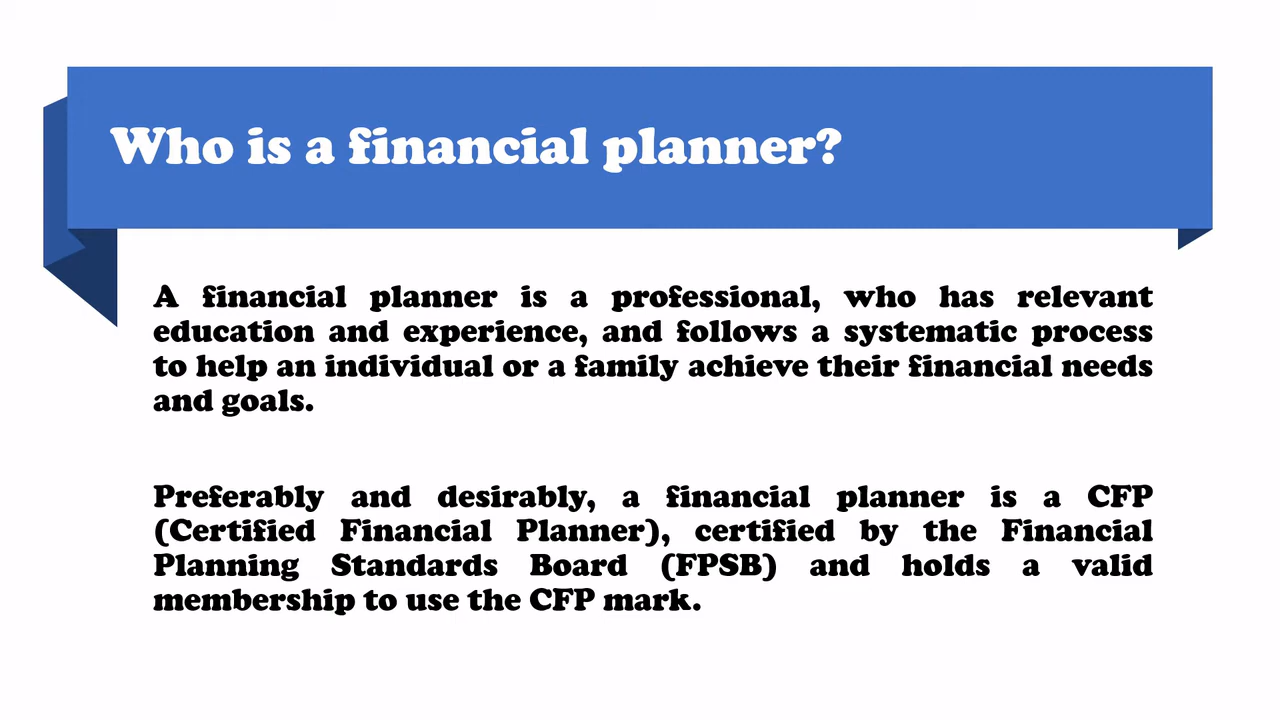 Who is a financial planner?
A financial planner is a professional, who has relevant
education and experience, and follows a systematic process
to help an individual or a family achieve their financial needs
and goals.
Preferably and desirably, a financial planner is a CFP
(Certified Financial Planner), certified by the Financial
Planning Standards Board (FPSB) and holds a valid
membership to use the CFP mark.